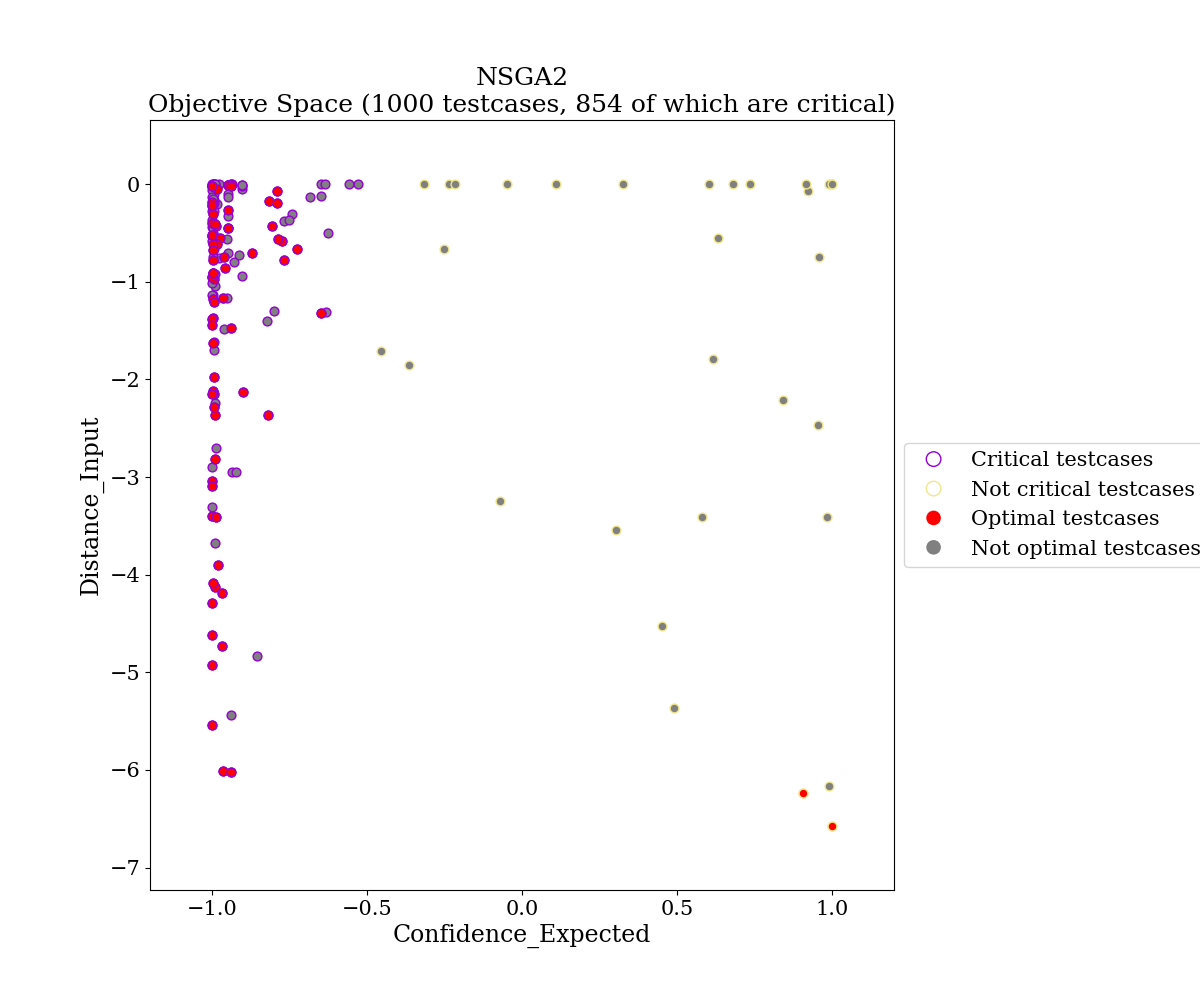 NSGA2
Objective Space (1000 testcases, 854 of which are critical)
0
−1
−2
−3
−4
−5
−6
−7
Distance_Input
−1.0
−0.5
0.0
0.5
1.0
Confidence_Expected
Critical testcases
Not critical testcases
Optimal testcases
Not optimal testcases